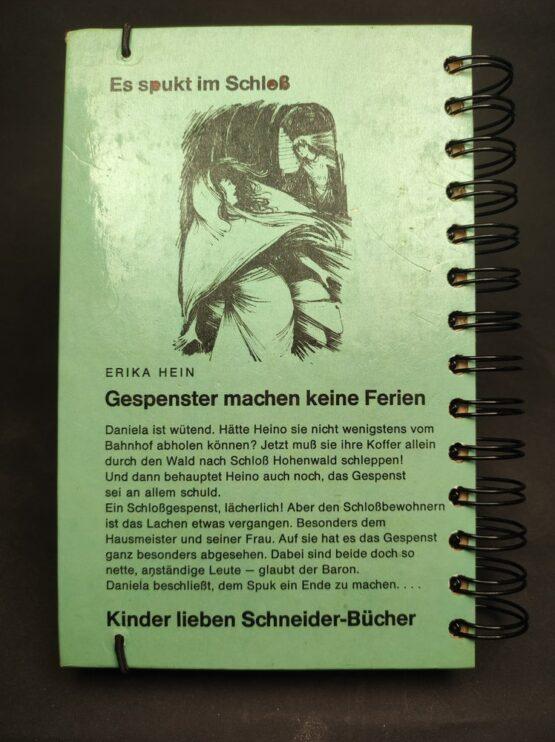 Es spukt im Schloß
ERIKA HEIN
Gespenster machen keine Ferien
Daniela ist wütend. Hätte Heino sie nicht wenigstens vom
Bahnhof abholen können? Jetzt muß sie ihre Koffer allein
durch den Wald nach Schloß Hohenwald schleppen!
Und dann behauptet Heino auch noch, das Gespenst
sei an allem schuld.
Ein Schloßgespenst, lächerlich! Aber den Schloßbewohnern
ist das Lachen etwas vergangen. Besonders dem
Hausmeister und seiner Frau. Auf sie hat es das Gespenst
ganz besonders abgesehen. Dabei sind beide doch so
nette, anständige Leute — glaubt der Baron.
Daniela beschließt, dem Spuk ein Ende zu machen. . . .
Kinder lieben Schneider-Bücher